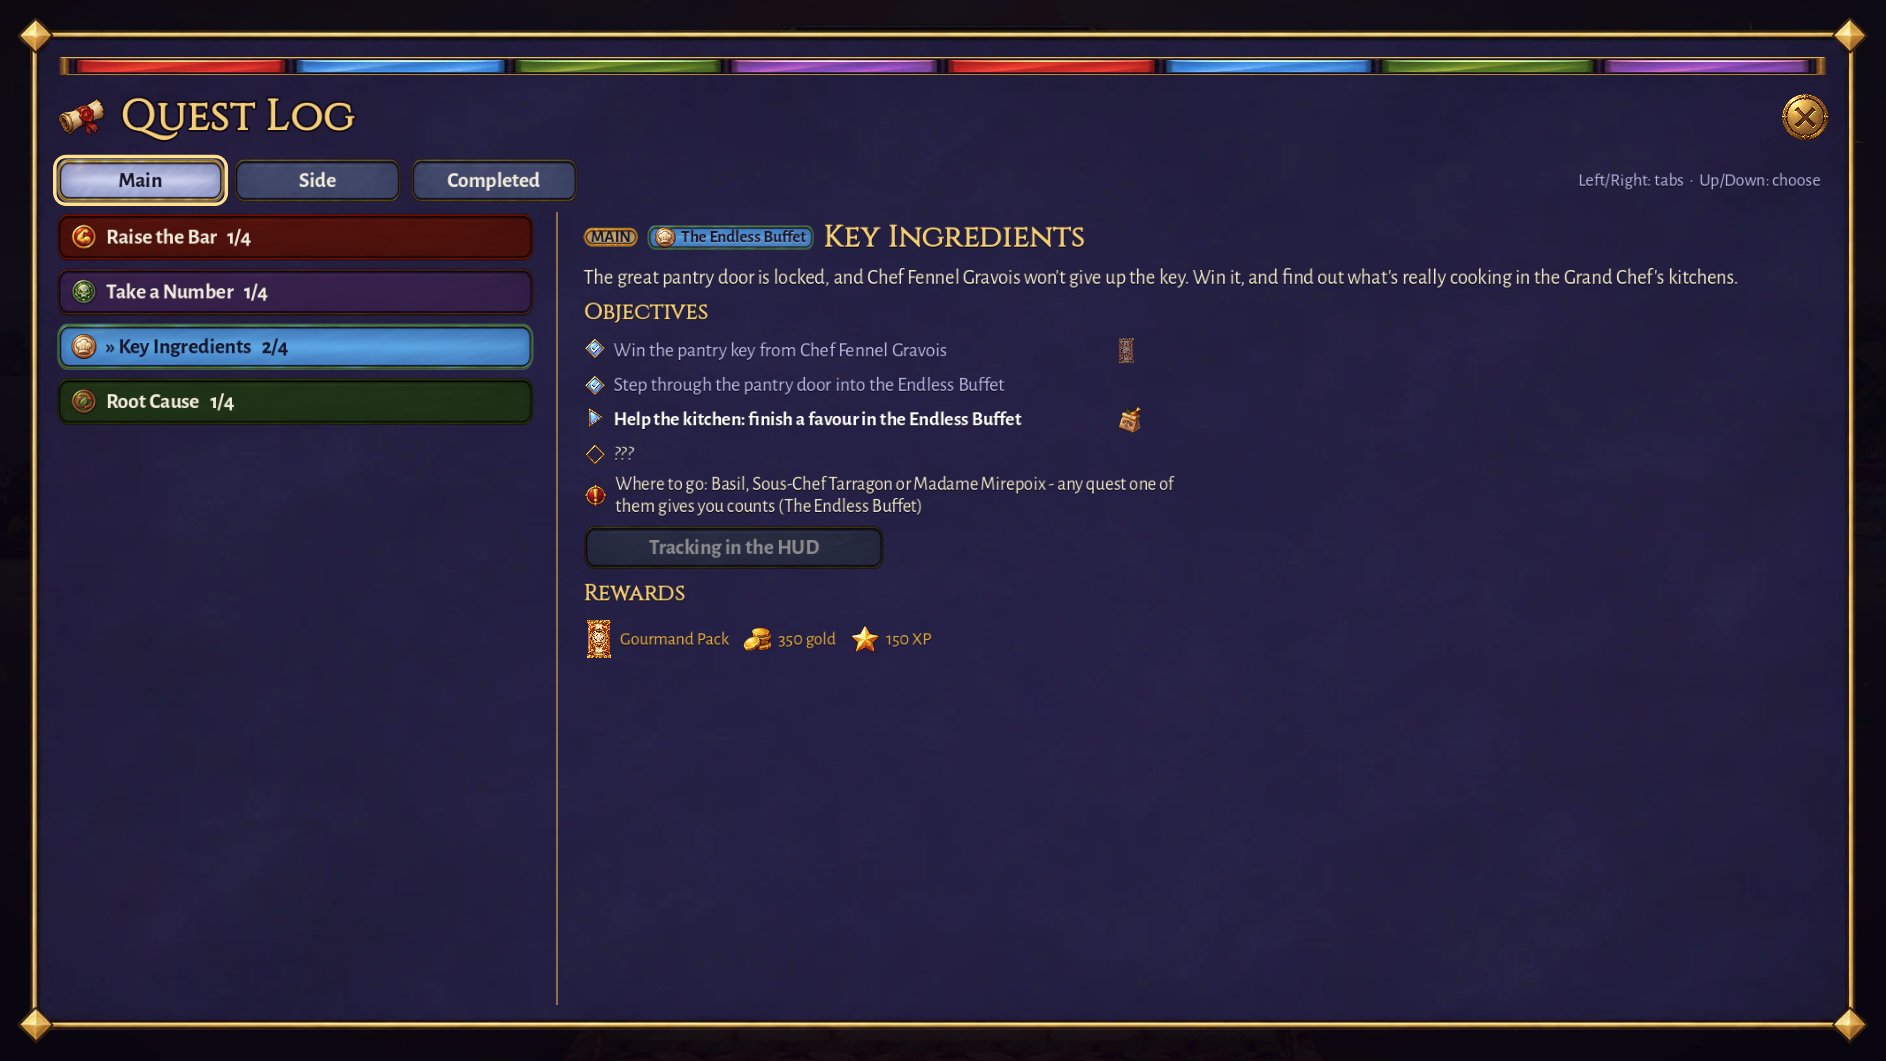 Quest Log
Main
Side
Completed
Left/Right: tabs · Up/Down: choose
Raise the Bar 1/4
Take a Number 1/4
» Key Ingredients 2/4
Root Cause 1/4
MAIN The Endless Buffet Key Ingredients
The great pantry door is locked, and Chef Fennel Gravois won't give up the key. Win it, and find out what's really cooking in the Grand Chef's kitchens.
Objectives
Win the pantry key from Chef Fennel Gravois
Step through the pantry door into the Endless Buffet
Help the kitchen: finish a favour in the Endless Buffet
???
Where to go: Basil, Sous-Chef Tarragon or Madame Mirepoix - any quest one of
them gives you counts (The Endless Buffet)
Tracking in the HUD
Rewards
Gourmand Pack 350 gold 150 XP